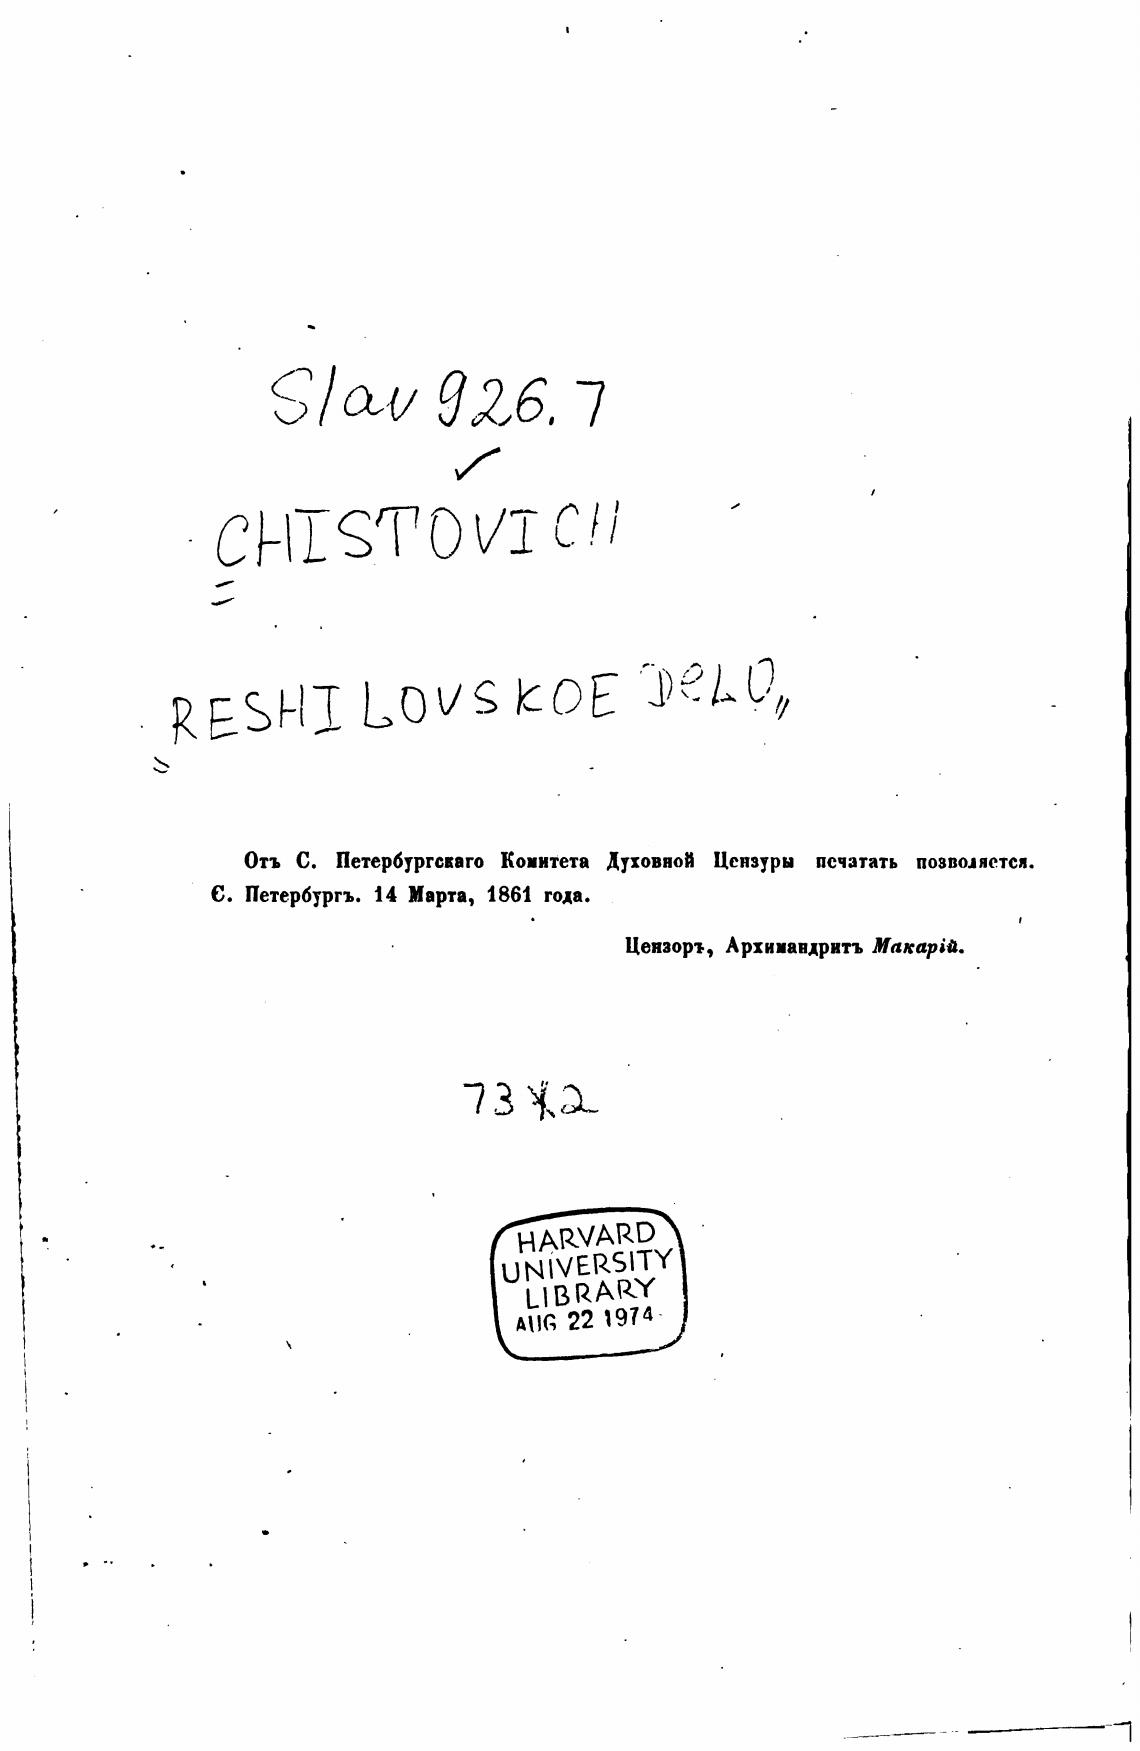 Slav 926.7
CHISTOVICH
RESHILOVSKOE DELO
Отъ С. Петербургскаго Комитета Духовной Цензуры печатать позволяется.
С. Петербургъ. 14 Марта, 1861 года.
Цензоръ, Архимандритъ Макарій.
HARVARD
UNIVERSITY
LIBRARY
AUG 22 1974